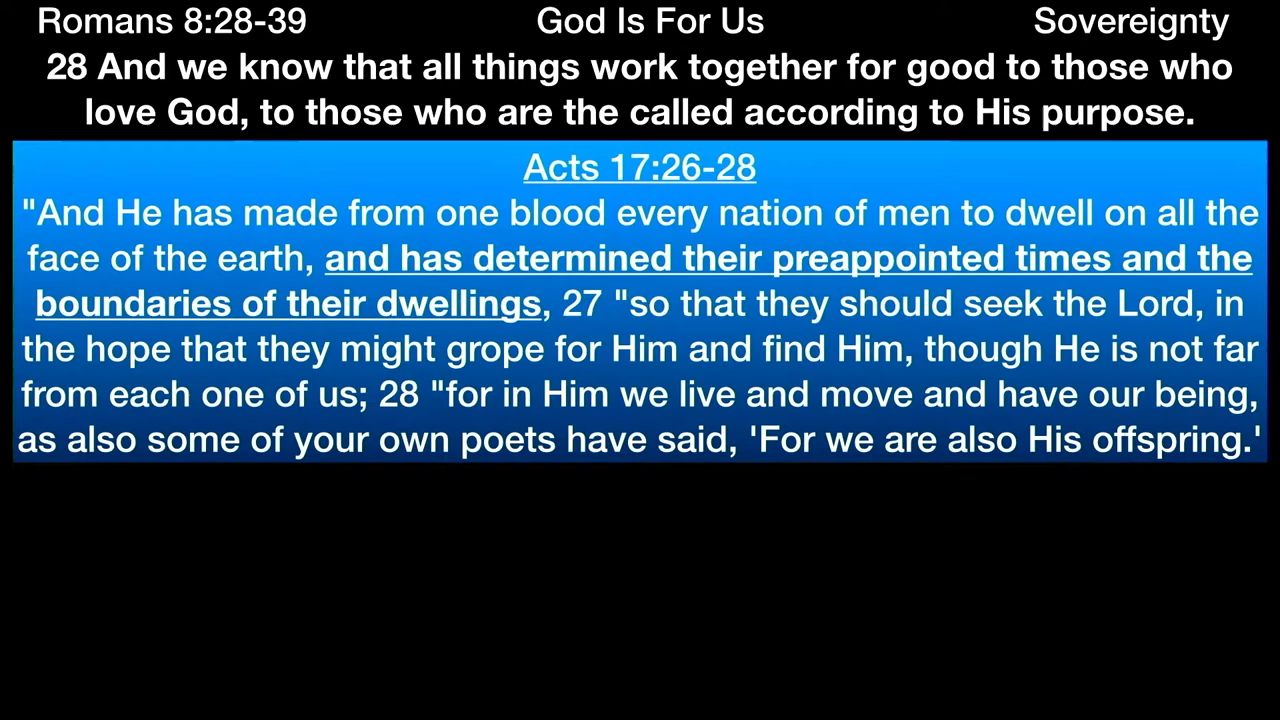 Romans 8:28-39 God Is For Us Sovereignty
28 And we know that all things work together for good to those who
love God, to those who are the called according to His purpose.
Acts 17:26-28
"And He has made from one blood every nation of men to dwell on all the
face of the earth, and has determined their preappointed times and the
boundaries of their dwellings, 27 "so that they should seek the Lord, in
the hope that they might grope for Him and find Him, though He is not far
from each one of us; 28 "for in Him we live and move and have our being,
as also some of your own poets have said, 'For we are also His offspring.'